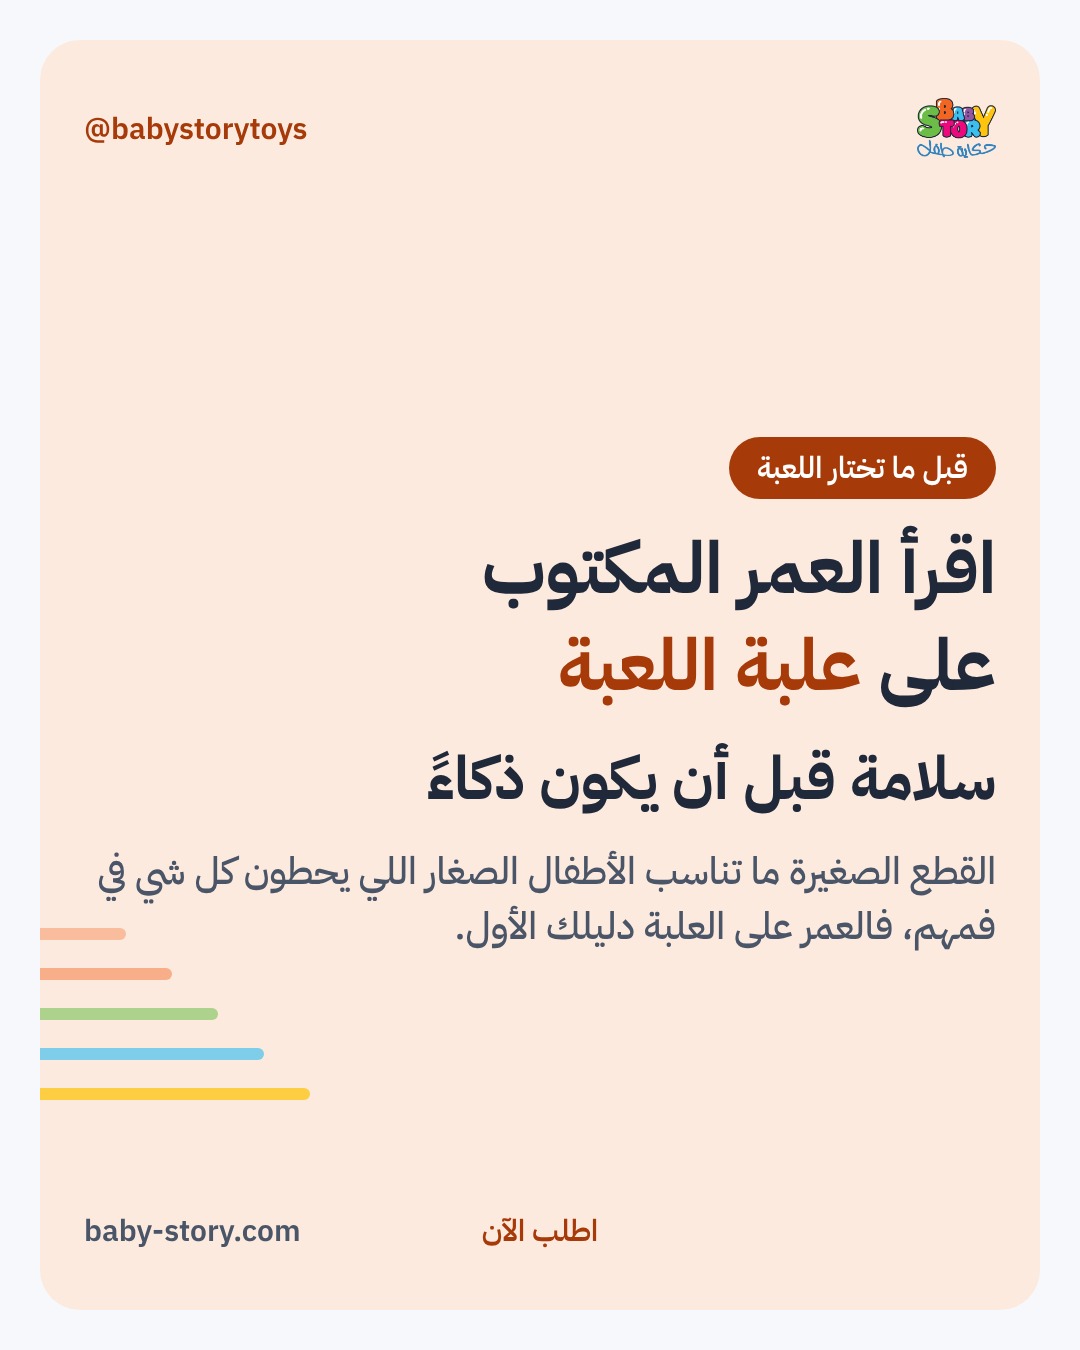 @babystorytoys
BABY
STORY
حكاية طفل
قبل ما تختار اللعبة
اقرأ العمر المكتوب
على علبة اللعبة
سلامة قبل أن يكون ذكاءً
القطع الصغيرة ما تناسب الأطفال الصغار اللي يحطون كل شي في
فمهم، فالعمر على العلبة دليلك الأول.
اطلب الآن
baby-story.com